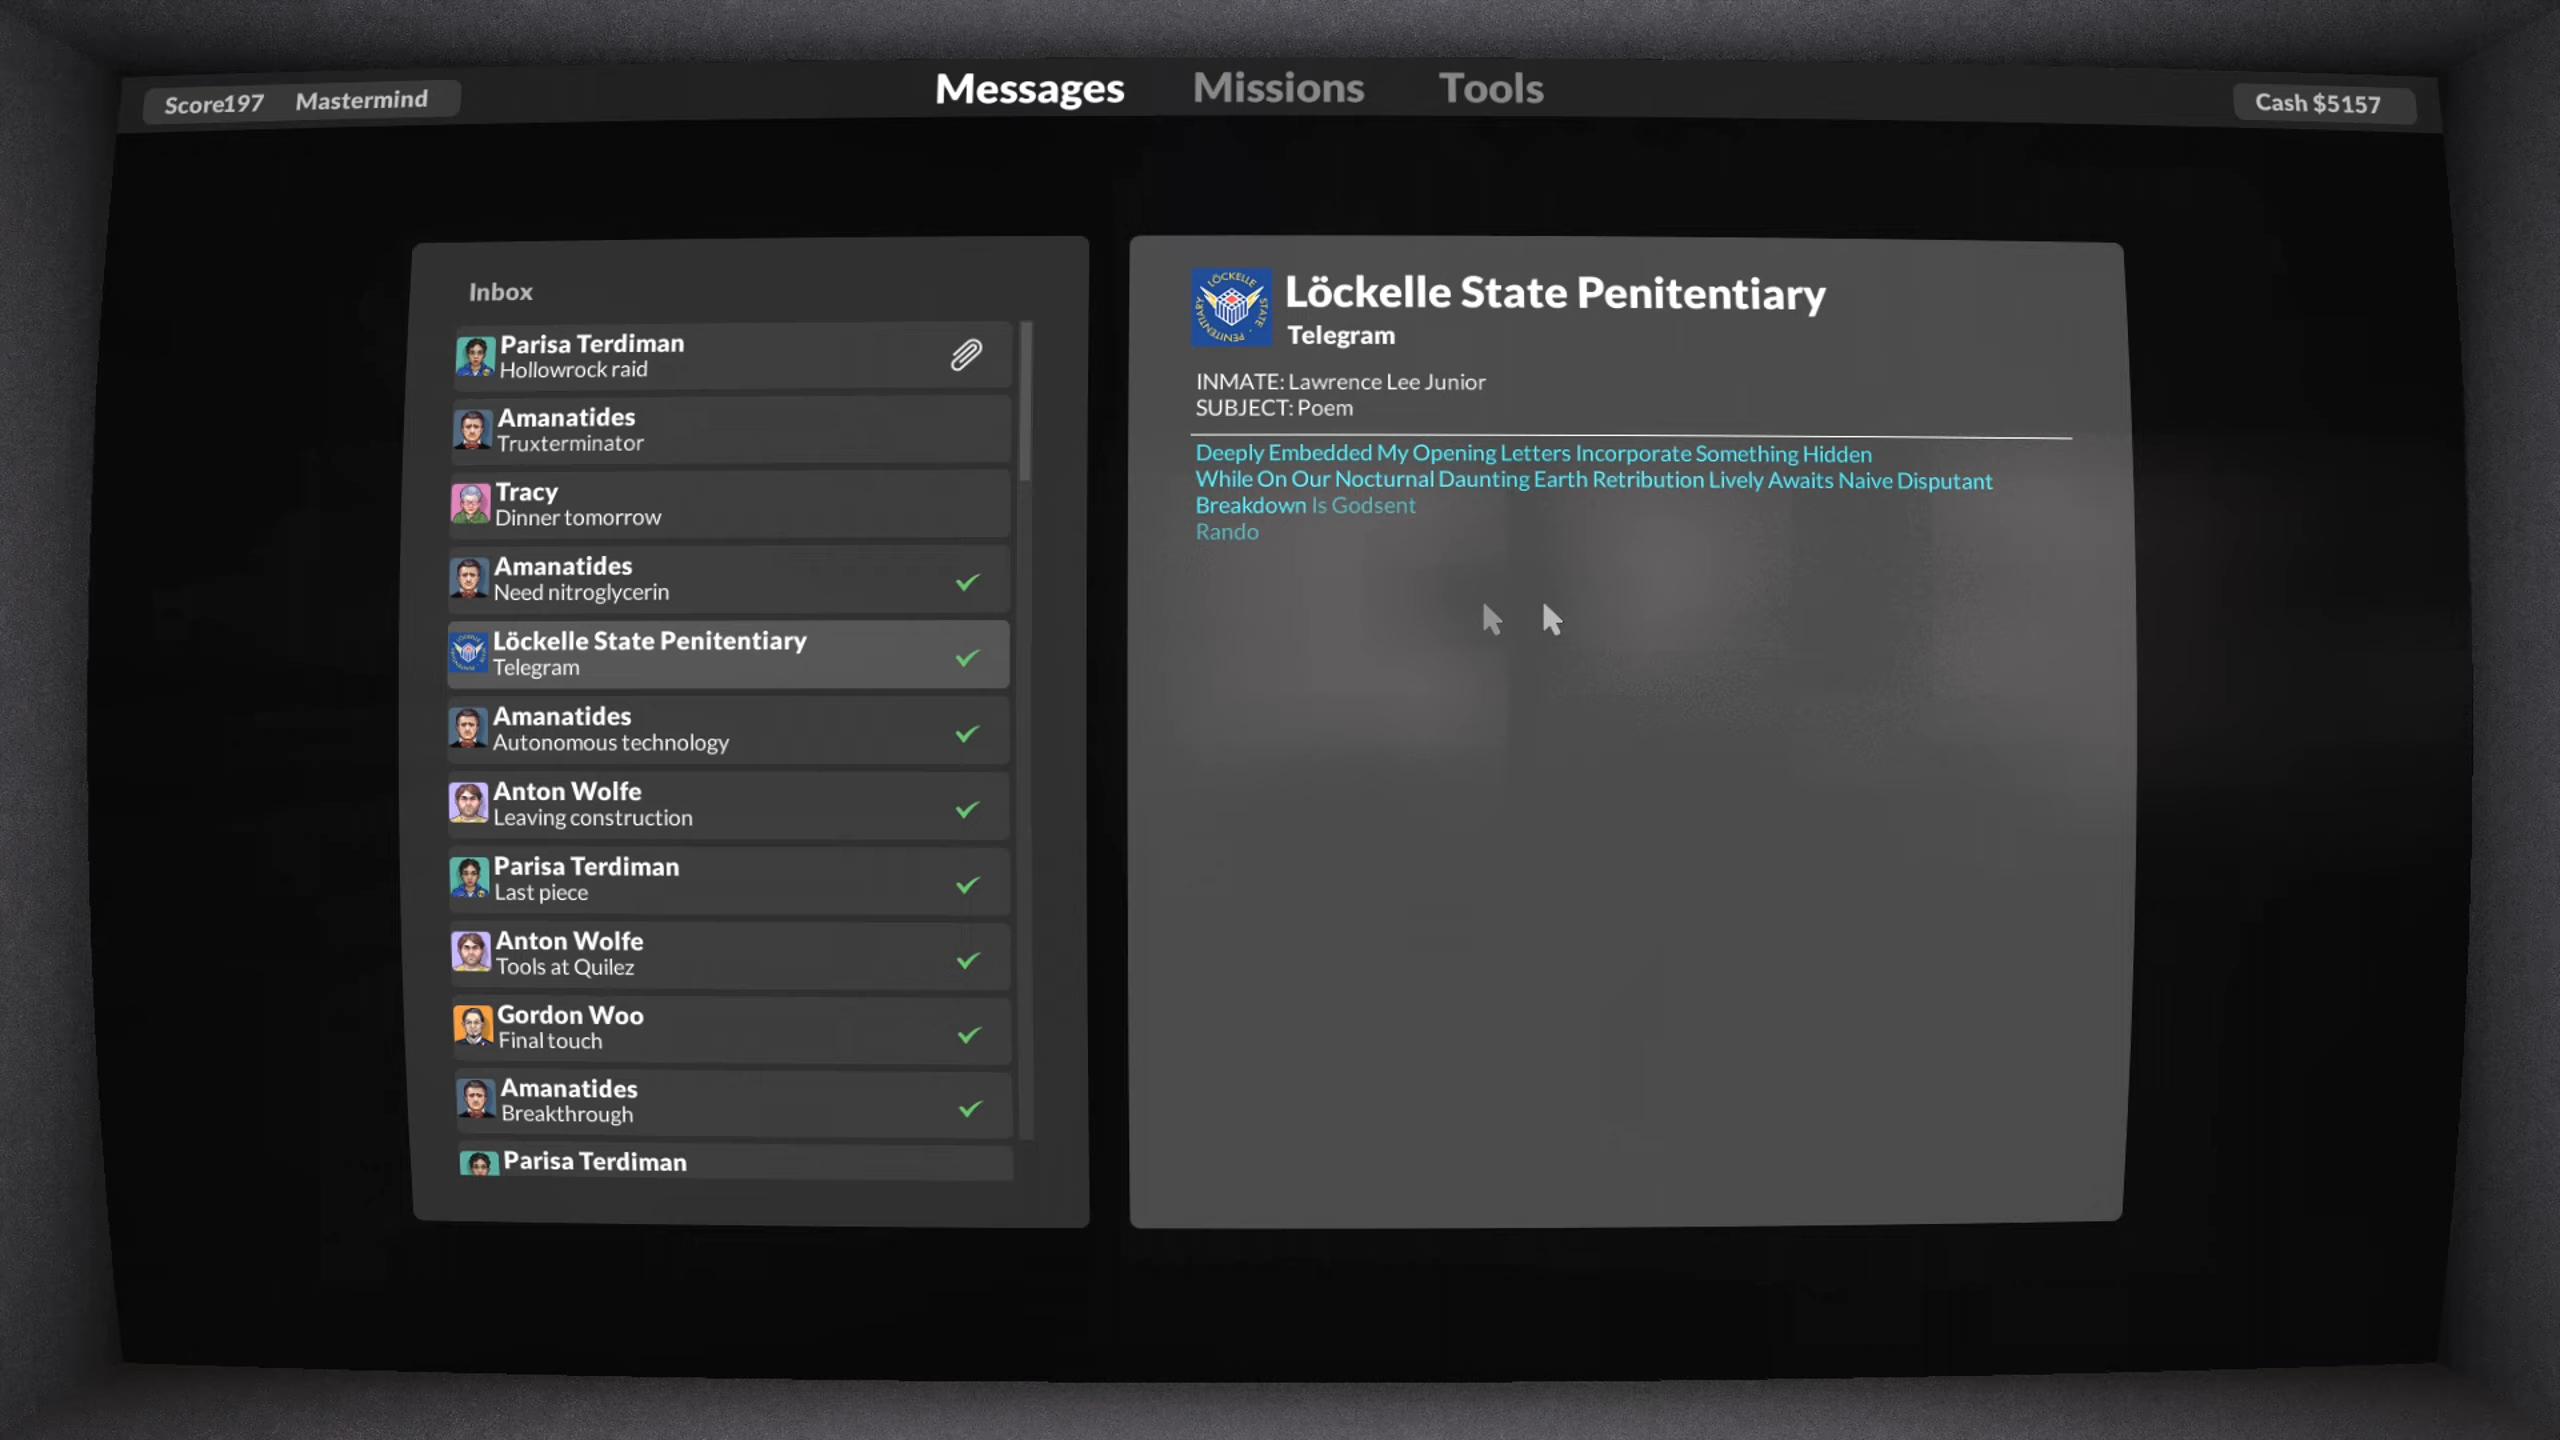 Score197 Mastermind
Messages Missions Tools
Cash $5157
Inbox
Parisa Terdiman
Hollowrock raid
Amanatides
Truxterminator
Tracy
Dinner tomorrow
Amanatides
Need nitroglycerin
Löckelle State Penitentiary
Telegram
Amanatides
Autonomous technology
Anton Wolfe
Leaving construction
Parisa Terdiman
Last piece
Anton Wolfe
Tools at Quilez
Gordon Woo
Final touch
Amanatides
Breakthrough
Parisa Terdiman
LÖCKELLE STATE · PENITENTIARY
Löckelle State Penitentiary
Telegram
INMATE: Lawrence Lee Junior
SUBJECT: Poem
Deeply Embedded My Opening Letters Incorporate Something Hidden
While On Our Nocturnal Daunting Earth Retribution Lively Awaits Naive Disputant
Breakdown Is Godsent
Rando